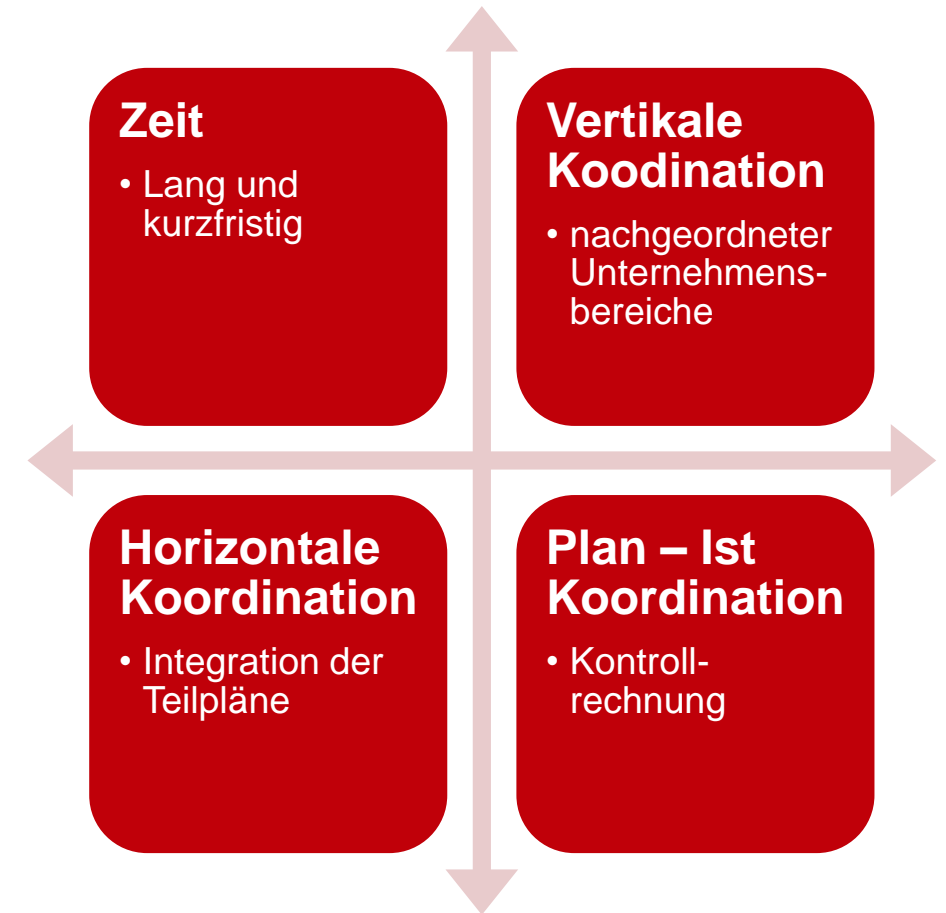 Zeit
• Lang und
kurzfristig
Vertikale
Koodination
• nachgeordneter
Unternehmens-
bereiche
Horizontale
Koordination
• Integration der
Teilpläne
Plan – Ist
Koordination
• Kontroll-
rechnung